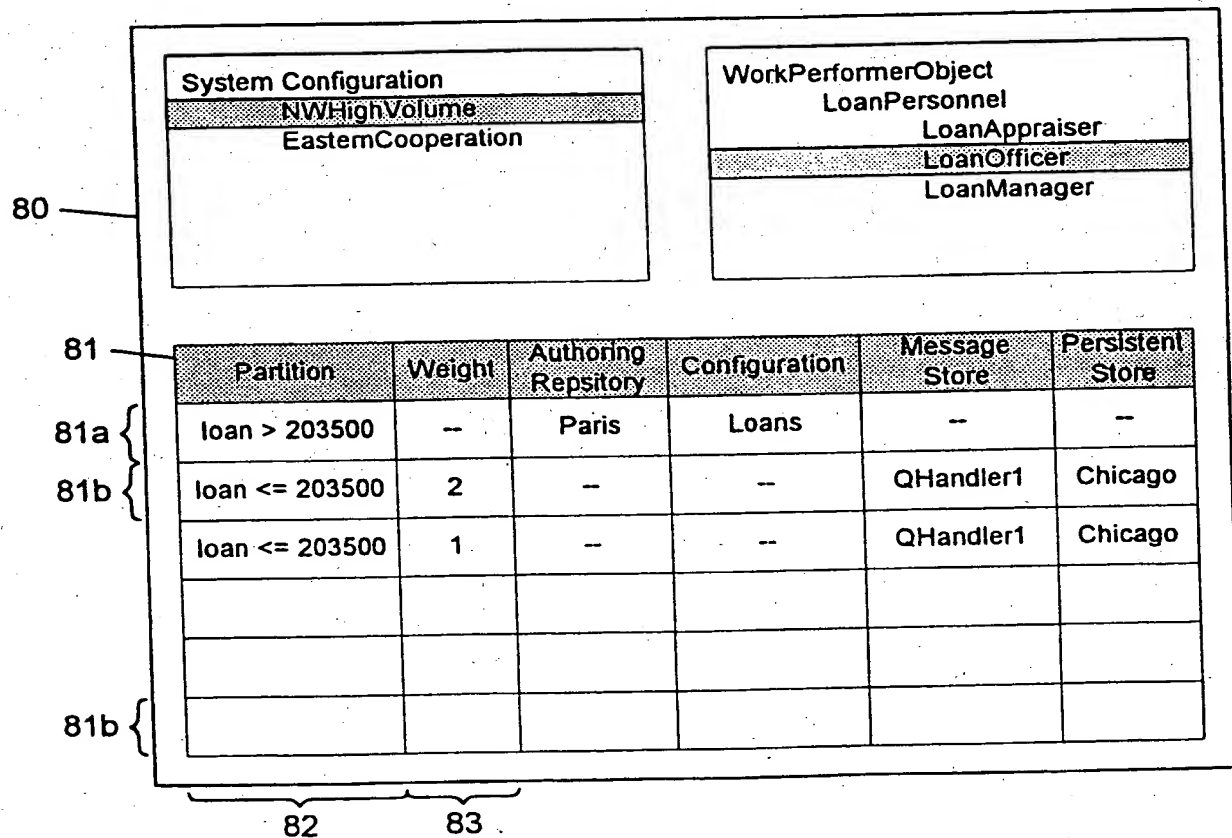 System Configuration
NWHighVolume
EasternCooperation
WorkPerformerObject
LoanPersonnel
LoanAppraiser
LoanOfficer
LoanManager
80
81
Partition Weight Authoring Repsitory Configuration Message Store Persistent Store
81a loan > 203500 -- Paris Loans -- --
81b loan <= 203500 2 -- -- QHandler1 Chicago
loan <= 203500 1 -- -- QHandler1 Chicago
81b
82 83